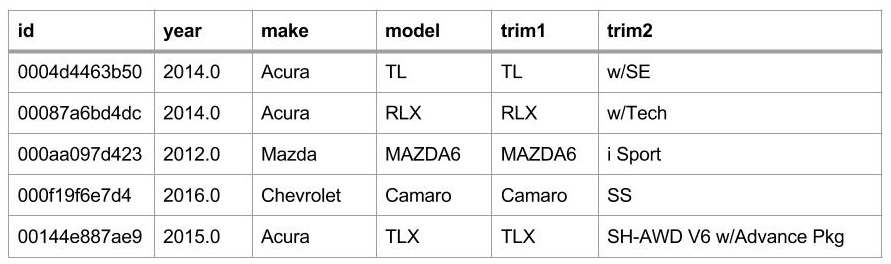 id year make model trim1 trim2
0004d4463b50 2014.0 Acura TL TL w/SE
00087a6bd4dc 2014.0 Acura RLX RLX w/Tech
000aa097d423 2012.0 Mazda MAZDA6 MAZDA6 i Sport
000f19f6e7d4 2016.0 Chevrolet Camaro Camaro SS
00144e887ae9 2015.0 Acura TLX TLX SH-AWD V6 w/Advance Pkg